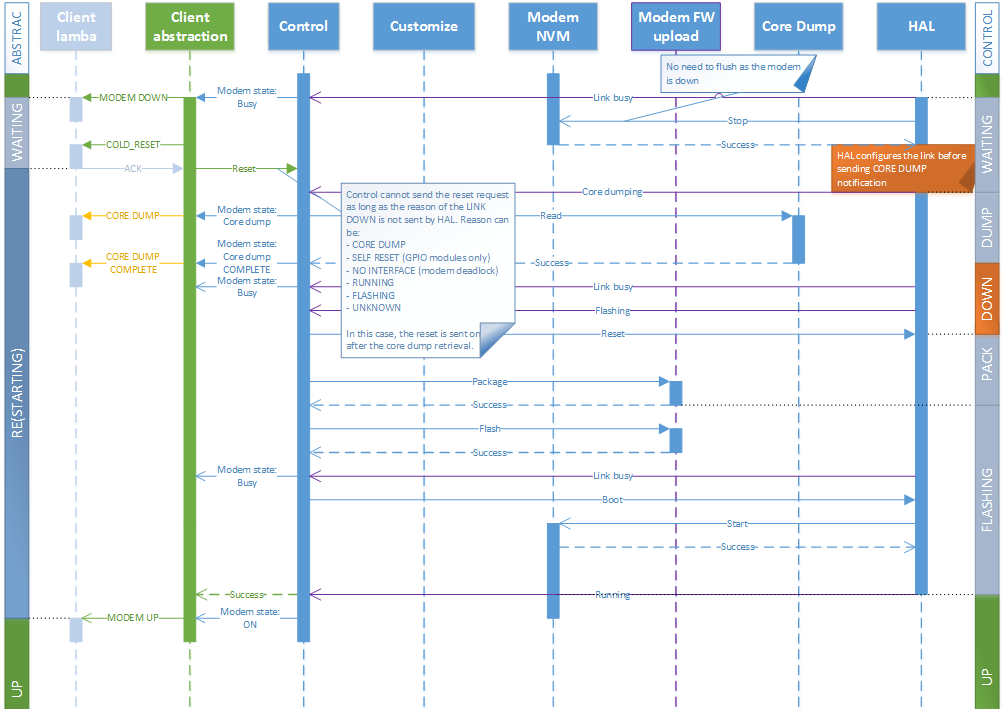 ABSTRAC
Client
lamba
Client
abstraction
Control
Customize
Modem
NVM
Modem FW
upload
Core Dump
HAL
CONTROL
No need to flush as the modem
is down
MODEM DOWN
Modem state:
Busy
Link busy
WAITING
Stop
WAITING
COLD_RESET
Success
HAL configures the link before
sending CORE DUMP
notification
ACK
Reset
Core dumping
Control cannot send the reset request
as long as the reason of the LINK
DOWN is not sent by HAL. Reason can
be:
- CORE DUMP
- SELF RESET (GPIO modules only)
- NO INTERFACE (modem deadlock)
- RUNNING
- FLASHING
- UNKNOWN
In this case, the reset is sent on
after the core dump retrieval.
CORE DUMP
Modem state:
Core dump
Read
DUMP
CORE DUMP
COMPLETE
Modem state:
Core dump
COMPLETE
Success
Modem state:
Busy
Link busy
DOWN
Flashing
Reset
RE(STARTING)
PACK
Package
Success
Flash
Success
Modem state:
Busy
Link busy
FLASHING
Boot
Start
Success
Success
Running
MODEM UP
Modem state:
ON
UP
UP